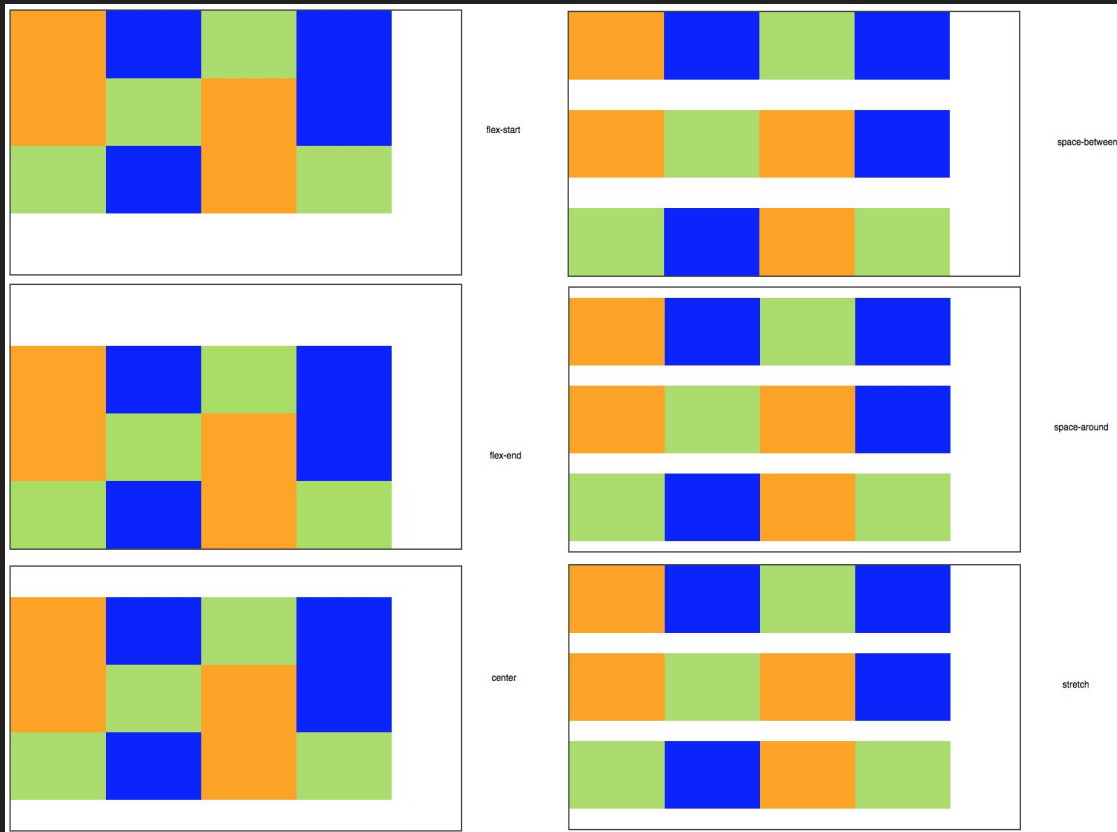 flex-start
space-between
flex-end
space-around
center
stretch